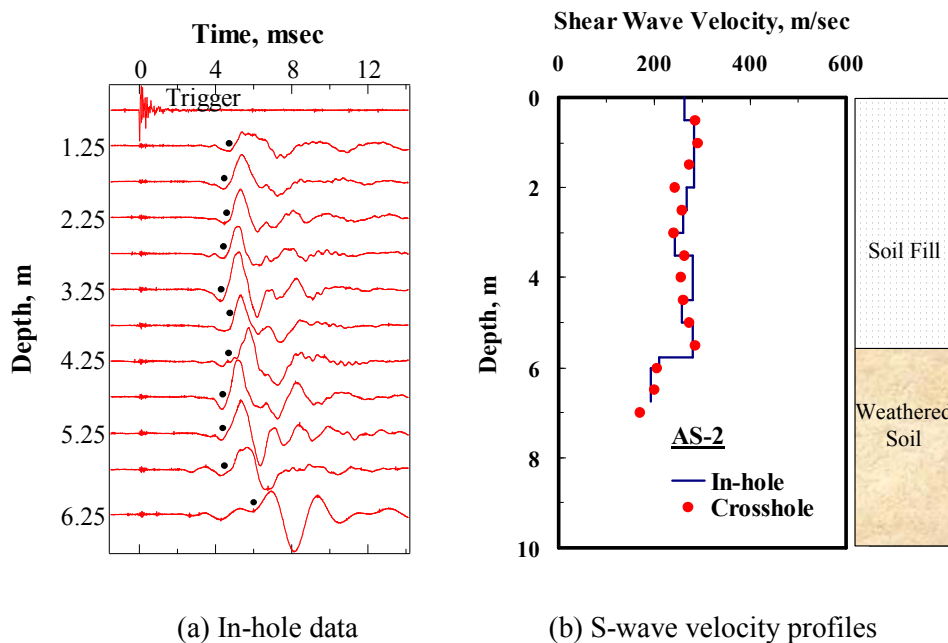 Time, msec
0 4 8 12
Trigger
1.25
2.25
3.25
4.25
5.25
6.25
Depth, m
(a) In-hole data
Shear Wave Velocity, m/sec
0 200 400 600
0
2
4
6
8
10
Depth, m
AS-2
In-hole
Crosshole
Soil Fill
Weathered
Soil
(b) S-wave velocity profiles